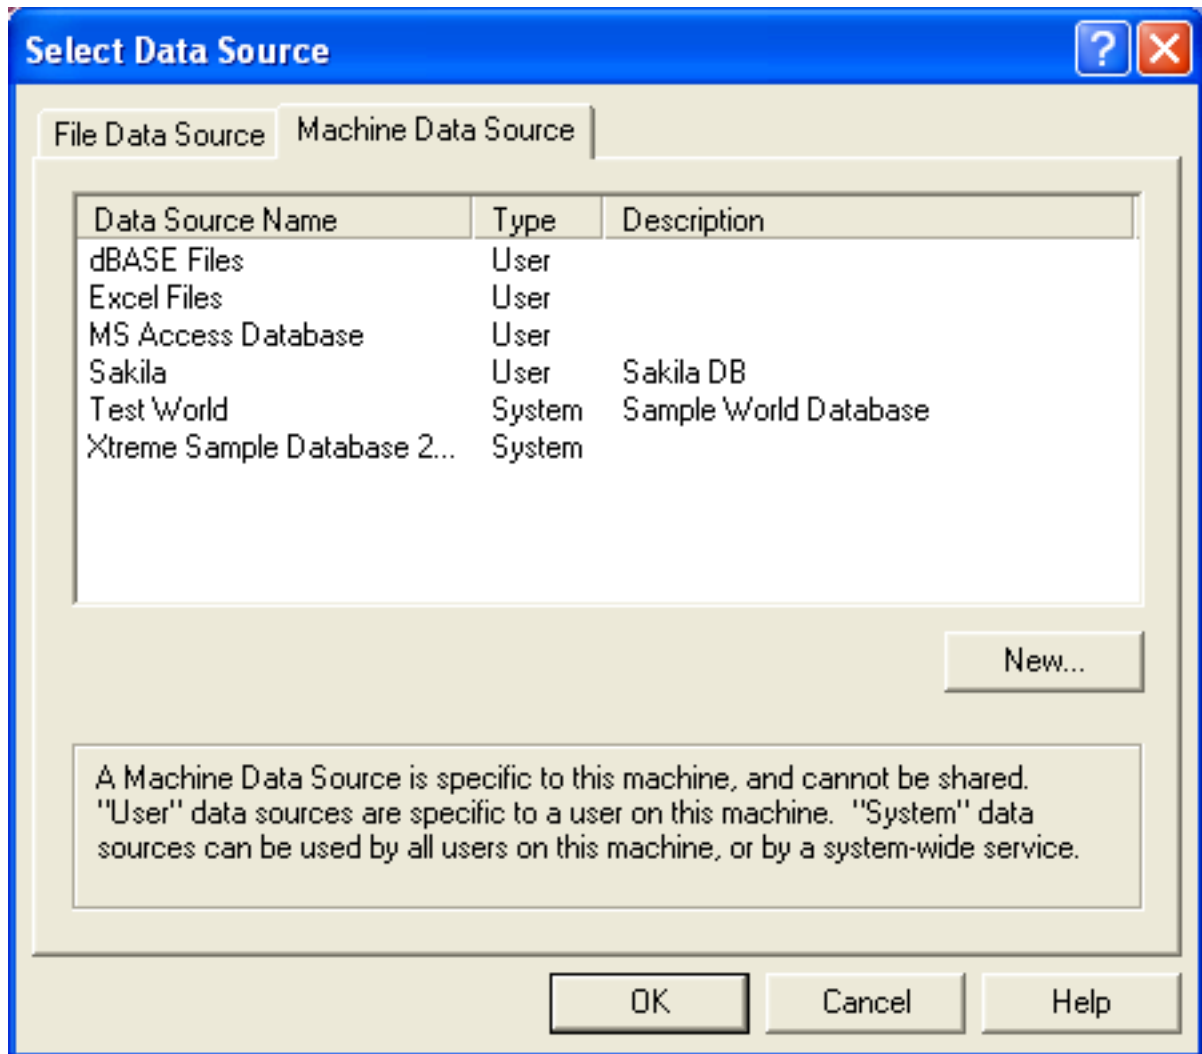 Select Data Source
?
File Data Source Machine Data Source
Data Source Name Type Description
dBASE Files User
Excel Files User
MS Access Database User
Sakila User Sakila DB
Test World System Sample World Database
Xtreme Sample Database 2... System
New...
A Machine Data Source is specific to this machine, and cannot be shared.
"User" data sources are specific to a user on this machine. "System" data
sources can be used by all users on this machine, or by a system-wide service.
OK Cancel Help